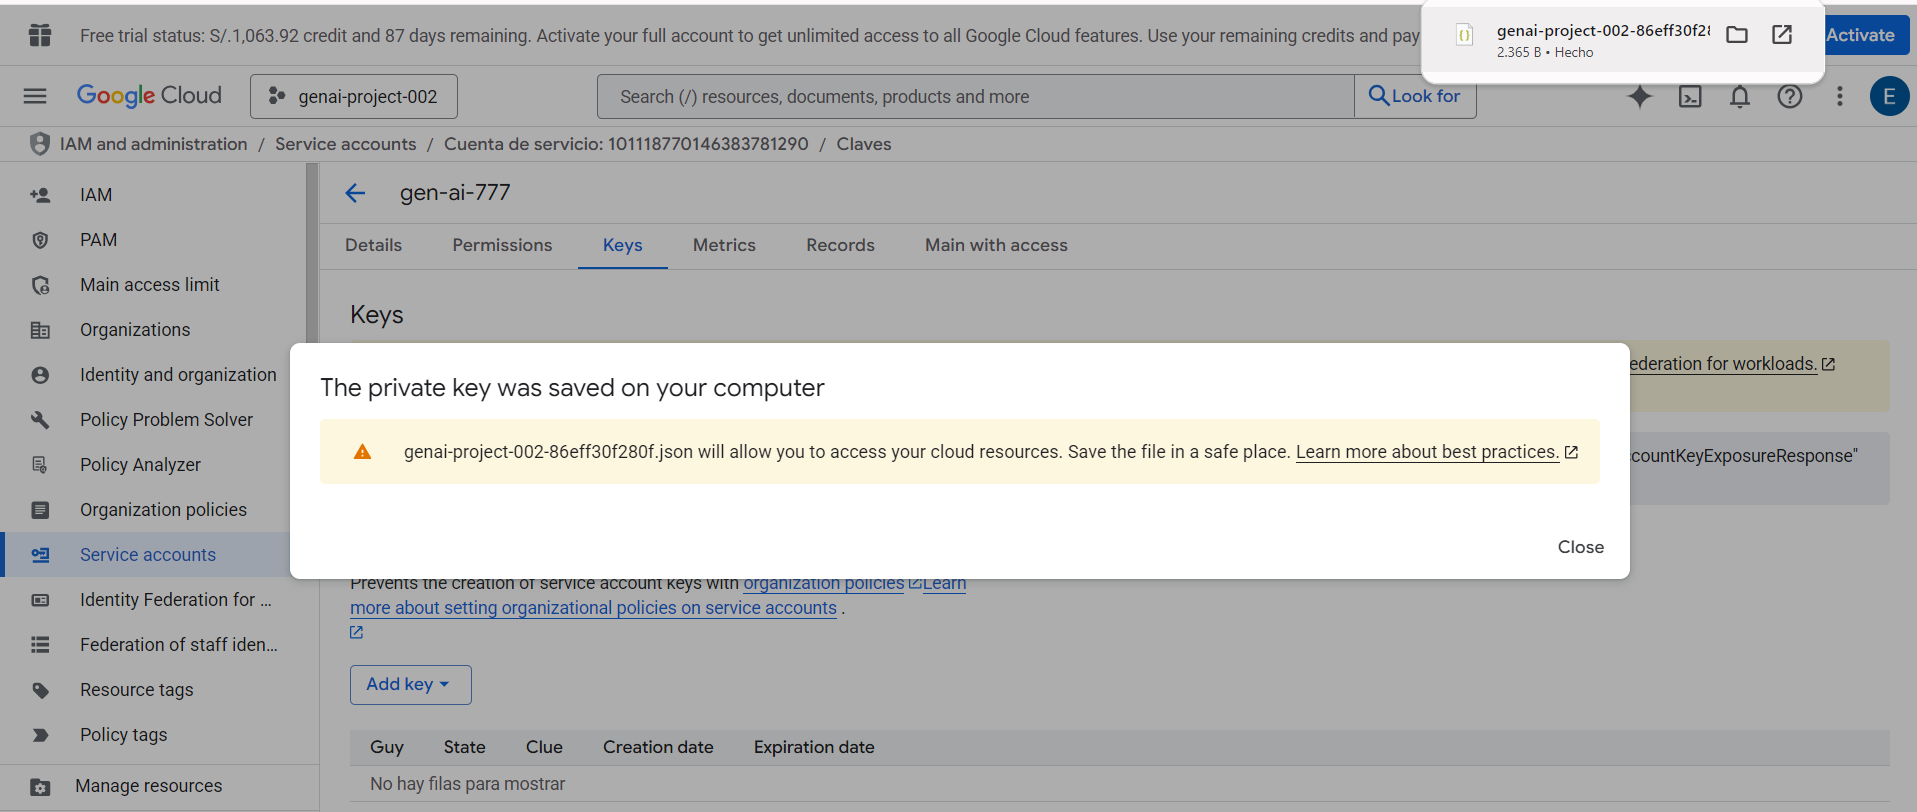 Free trial status: S/.1,063.92 credit and 87 days remaining. Activate your full account to get unlimited access to all Google Cloud features. Use your remaining credits and pay
genai-project-002-86eff30f28
2.365 B • Hecho
Activate
Google Cloud
genai-project-002
Search (/) resources, documents, products and more
Look for
E
IAM and administration / Service accounts / Cuenta de servicio: 101118770146383781290 / Claves
IAM
PAM
Main access limit
Organizations
Identity and organization
Policy Problem Solver
Policy Analyzer
Organization policies
Service accounts
Identity Federation for ...
Federation of staff iden...
Resource tags
Policy tags
Manage resources
gen-ai-777
Details
Permissions
Keys
Metrics
Records
Main with access
Keys
ederation for workloads.
countKeyExposureResponse"
The private key was saved on your computer
genai-project-002-86eff30f280f.json will allow you to access your cloud resources. Save the file in a safe place. Learn more about best practices.
Close
Prevents the creation of service account keys with organization policies Learn
more about setting organizational policies on service accounts .
Add key
Guy State Clue Creation date Expiration date
No hay filas para mostrar